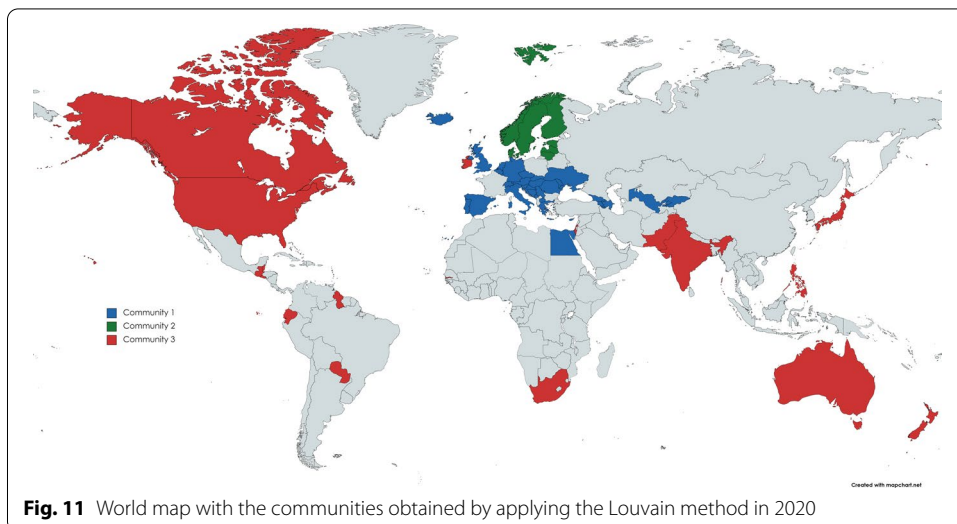 Community 1
Community 2
Community 3
Created with mapchart.net
Fig. 11 World map with the communities obtained by applying the Louvain method in 2020